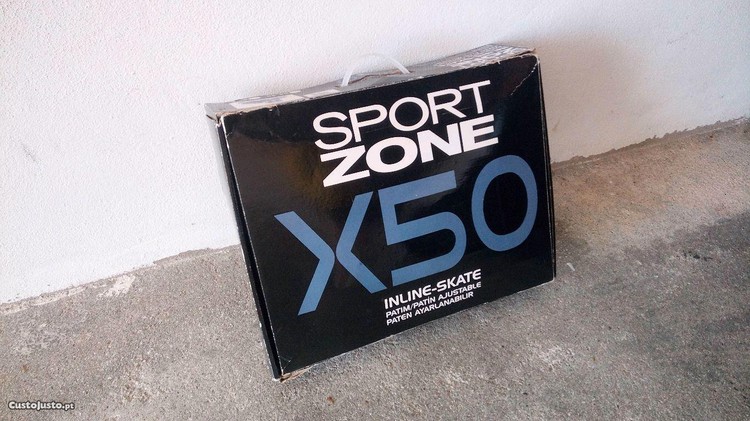 SPORT
ZONE
X50
INLINE-SKATE
PATIM/PATÍN AJUSTABLE
PATEN AYARLANABILIR
CustoJusto.pt